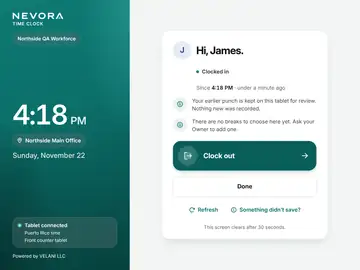 NEVORA
TIME CLOCK
Northside QA Workforce
4:18 PM
Northside Main Office
Sunday, November 22
Tablet connected
Puerto Rico time
Front counter tablet
Powered by VELANI LLC
J
Hi, James.
Clocked in
Since 4:18 PM · under a minute ago
Your earlier punch is kept on this tablet for review.
Nothing new was recorded.
There are no breaks to choose here yet. Ask your
Owner to add one.
Clock out
Done
Refresh
Something didn't save?
This screen clears after 30 seconds.